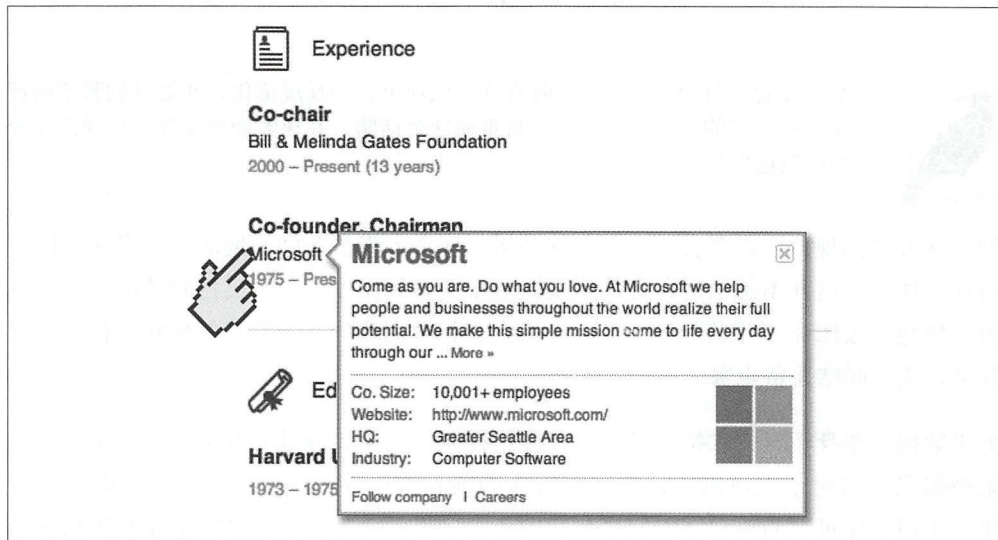 Experience
Co-chair
Bill & Melinda Gates Foundation
2000 – Present (13 years)
Co-founder, Chairman
Microsoft
1975 – Pres
Microsoft
Come as you are. Do what you love. At Microsoft we help
people and businesses throughout the world realize their full
potential. We make this simple mission come to life every day
through our ... More »
Co. Size: 10,001+ employees
Website: http://www.microsoft.com/
HQ: Greater Seattle Area
Industry: Computer Software
Follow company | Careers
Ed
Harvard U
1973 – 1975